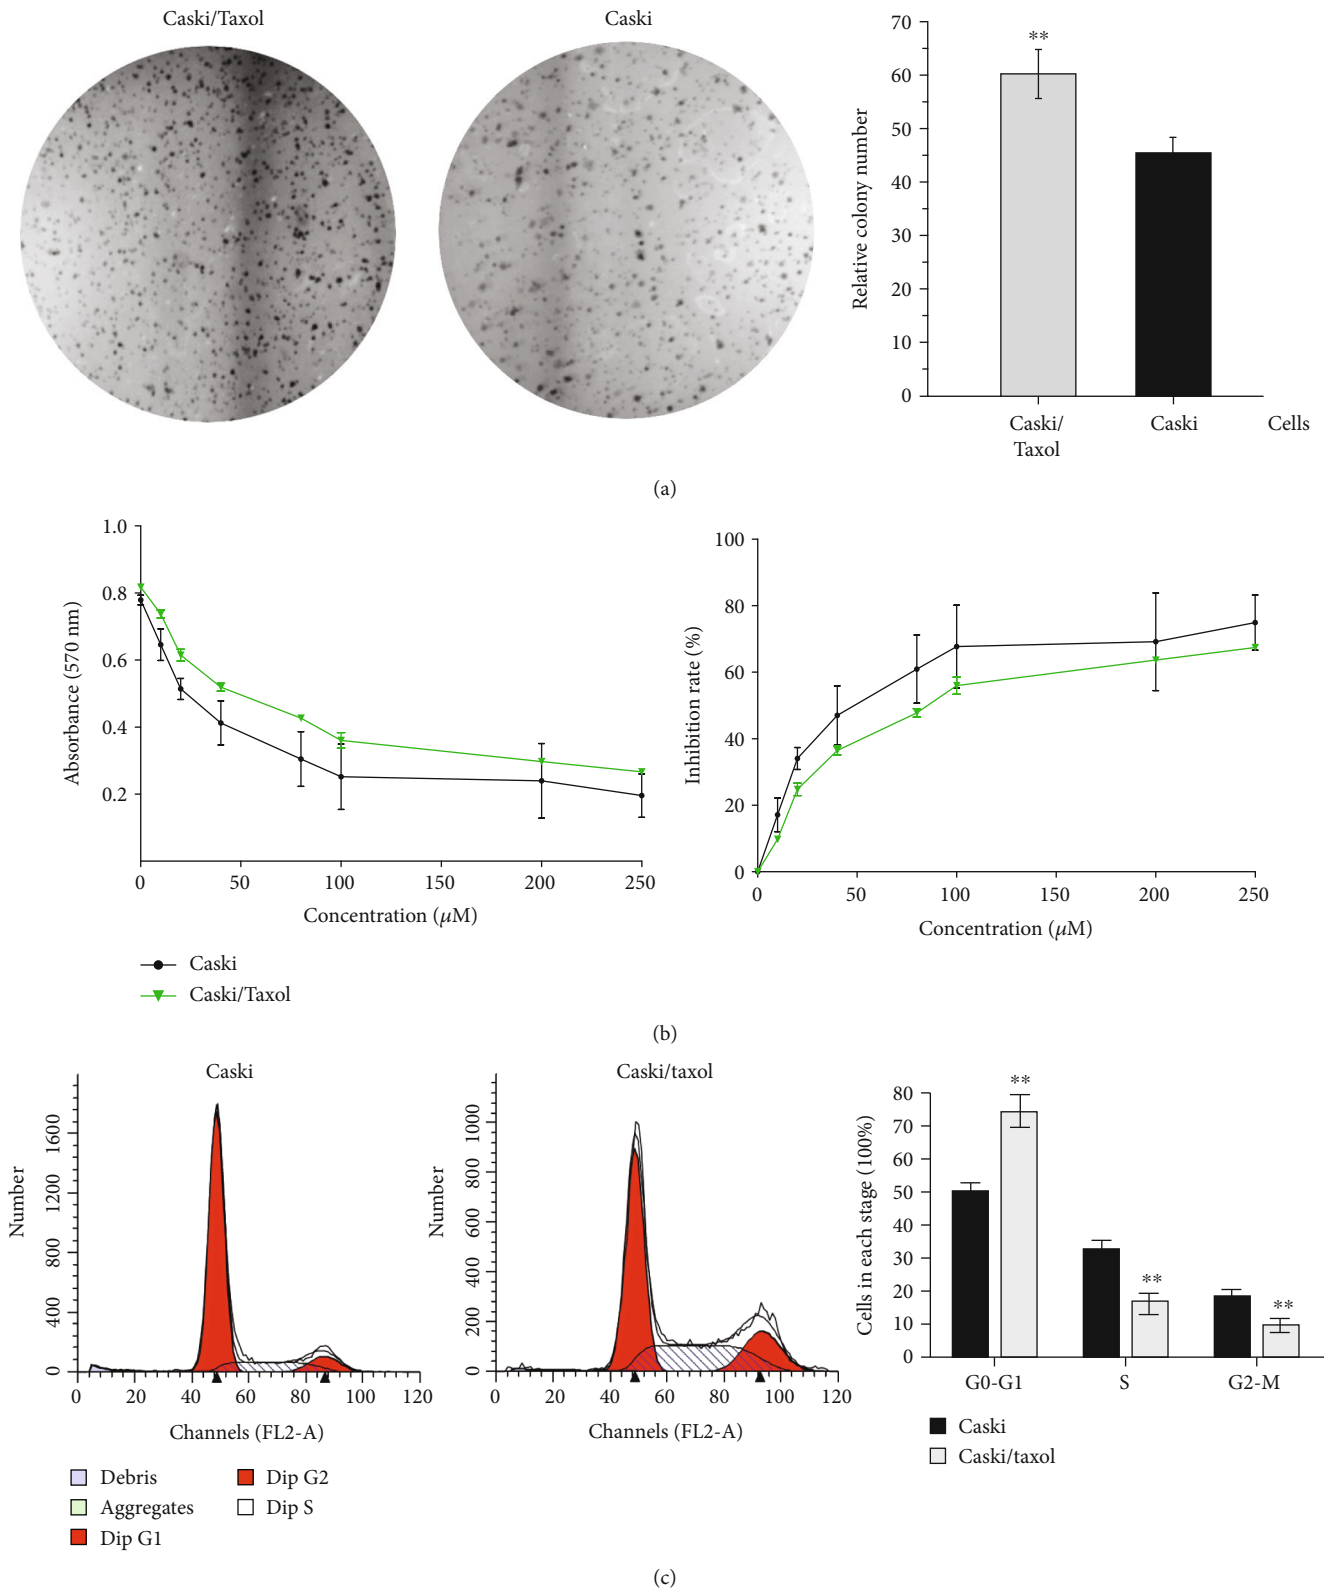 Caski/Taxol
Caski
70
60
50
40
30
20
10
0
Relative colony number
**
Caski/
Taxol
Caski
Cells
(a)
1.0
0.8
0.6
0.4
0.2
Absorbance (570 nm)
0
50
100
150
200
250
Concentration (μM)
100
80
60
40
20
0
Inhibition rate (%)
0
50
100
150
200
250
Concentration (μM)
Caski
Caski/Taxol
(b)
Caski
1600
1200
800
400
0
Number
0
20
40
60
80
100
120
Channels (FL2-A)
Caski/taxol
1000
800
600
400
200
0
Number
0
20
40
60
80
100
120
Channels (FL2-A)
Debris
Aggregates
Dip G1
Dip G2
Dip S
80
70
60
50
40
30
20
10
0
Cells in each stage (100%)
**
**
**
G0-G1
S
G2-M
Caski
Caski/taxol
(c)